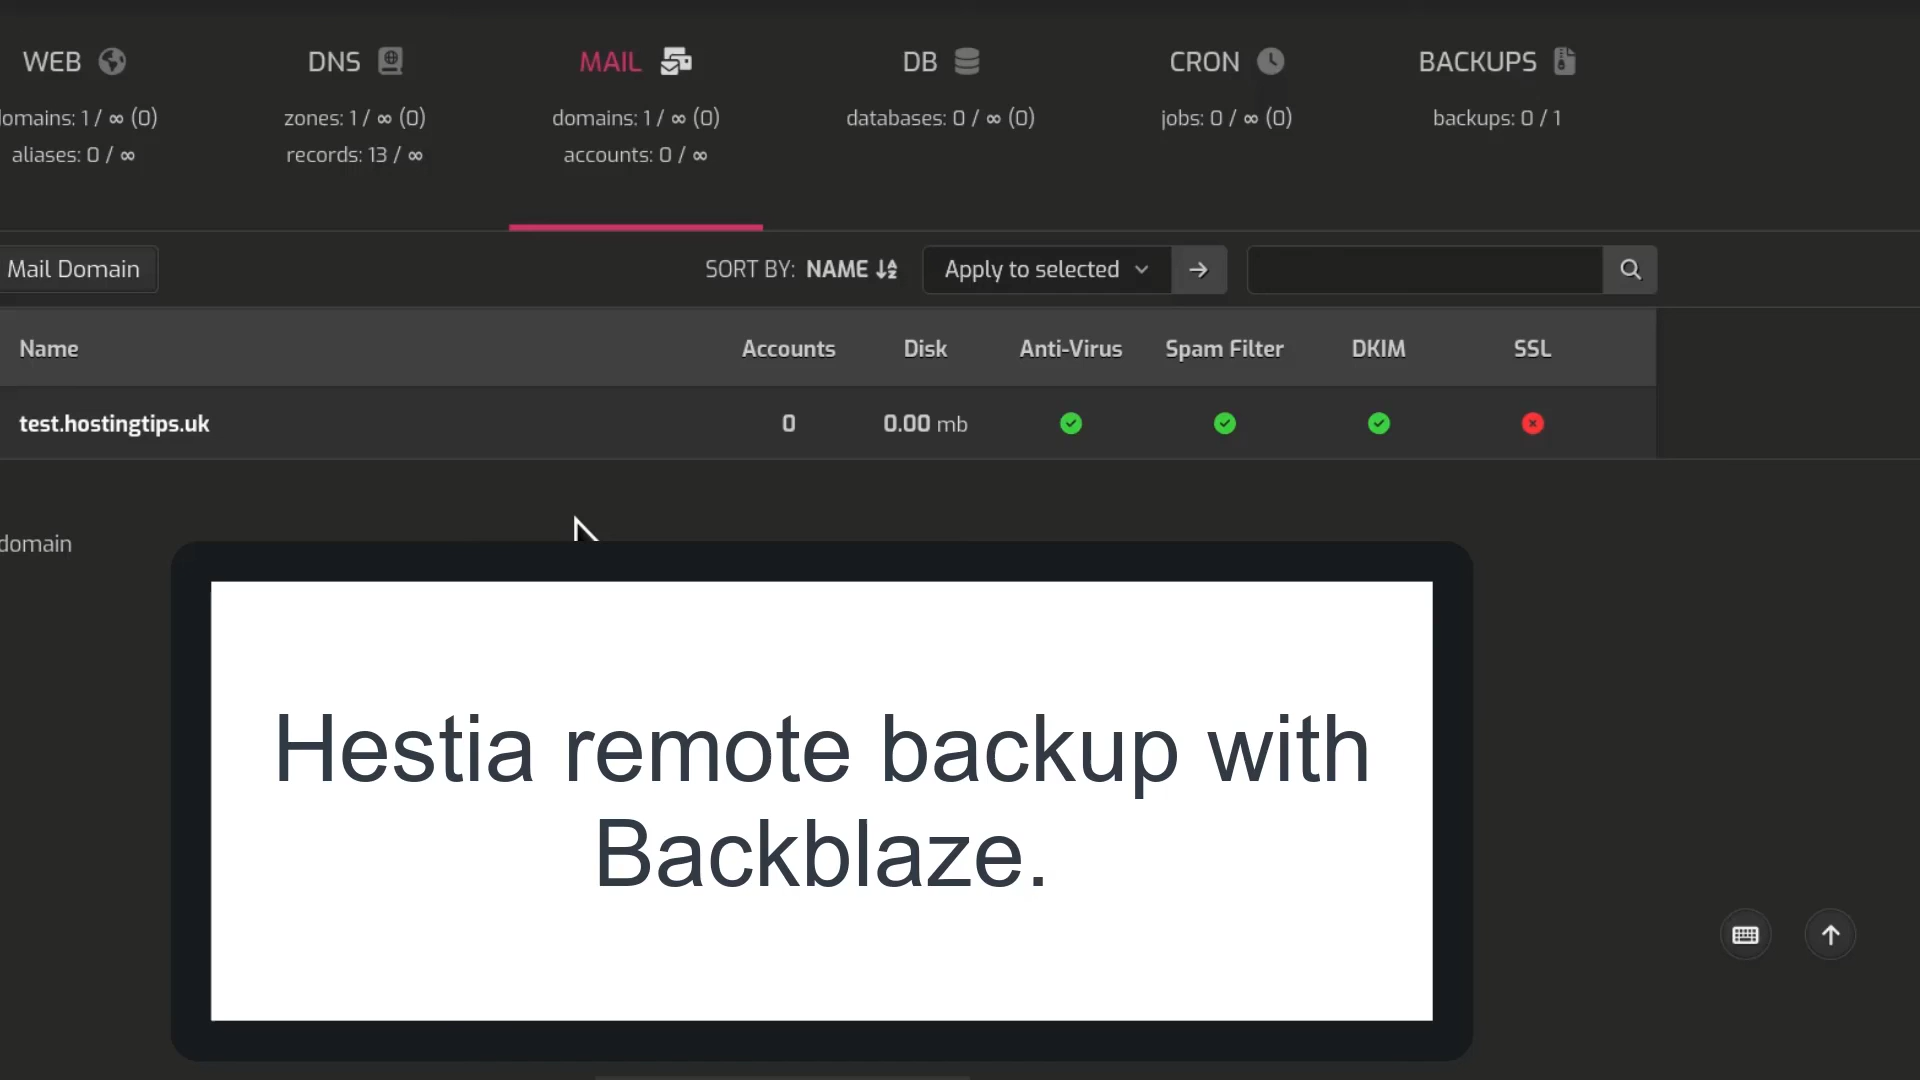 WEB
DNS
MAIL
DB
CRON
BACKUPS
omains: 1 / ∞ (0)
zones: 1 / ∞ (0)
domains: 1 / ∞ (0)
databases: 0 / ∞ (0)
jobs: 0 / ∞ (0)
backups: 0 / 1
aliases: 0 / ∞
records: 13 / ∞
accounts: 0 / ∞
Mail Domain
SORT BY: NAME
Apply to selected
Name Accounts Disk Anti-Virus Spam Filter DKIM SSL
test.hostingtips.uk 0 0.00 mb
domain
Hestia remote backup with
Backblaze.